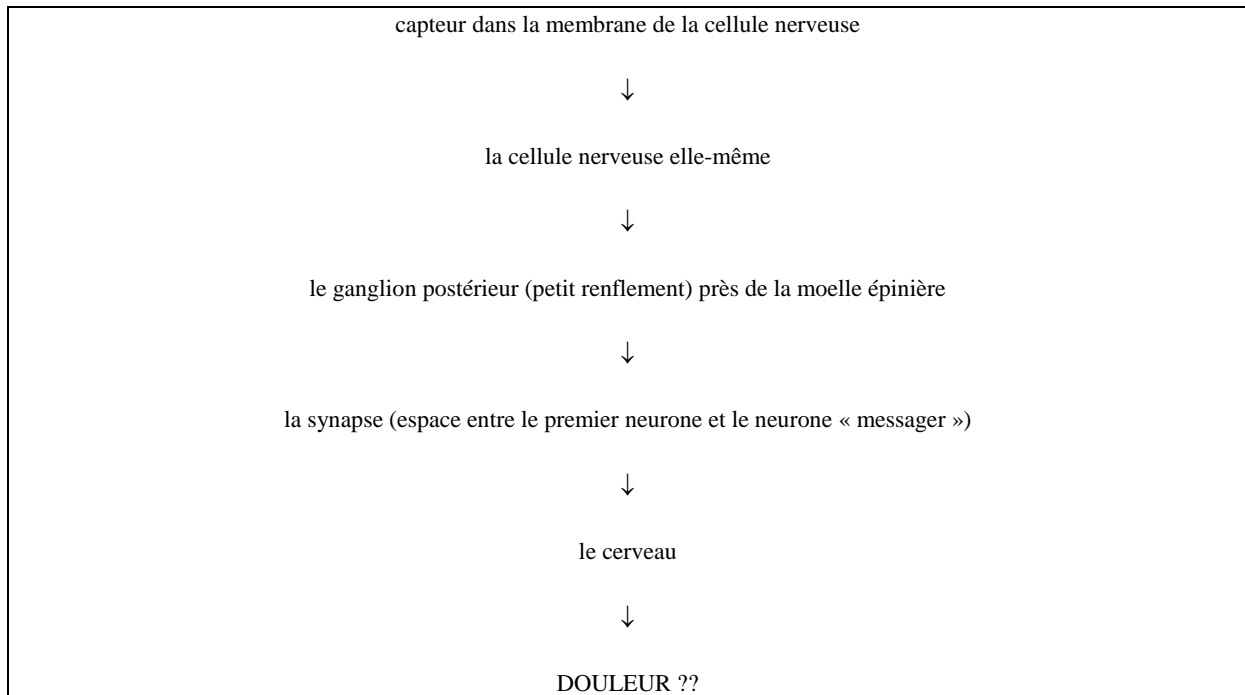 capteur dans la membrane de la cellule nerveuse
↓
la cellule nerveuse elle-même
↓
le ganglion postérieur (petit renflement) près de la moelle épinière
↓
la synapse (espace entre le premier neurone et le neurone « messager »)
↓
le cerveau
↓
DOULEUR ??